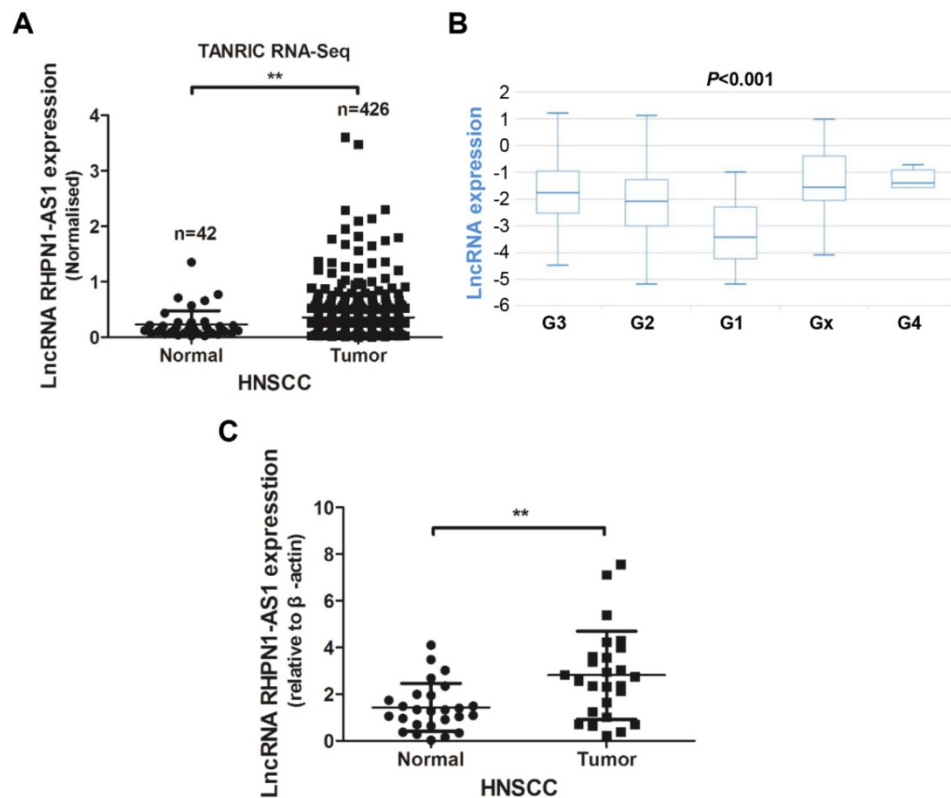 A
TANRIC RNA-Seq
**
n=426
n=42
LncRNA RHPN1-AS1 expression
(Normalised)
4
3
2
1
0
Normal
Tumor
HNSCC
B
P<0.001
LncRNA expression
2
1
0
-1
-2
-3
-4
-5
-6
G3
G2
G1
Gx
G4
C
**
LncRNA RHPN1-AS1 expresstion
(relative to β -actin)
10
8
6
4
2
0
Normal
Tumor
HNSCC